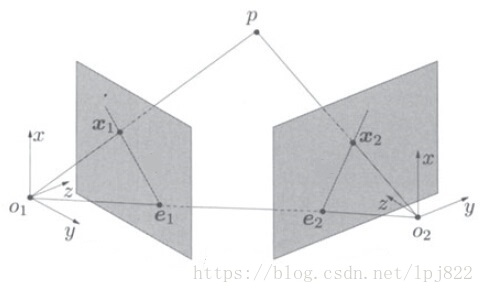 p
x₁
x₂
x
x
z
z
o₁
e₁
e₂
y
y
o₂
https://blog.csdn.net/lpj822